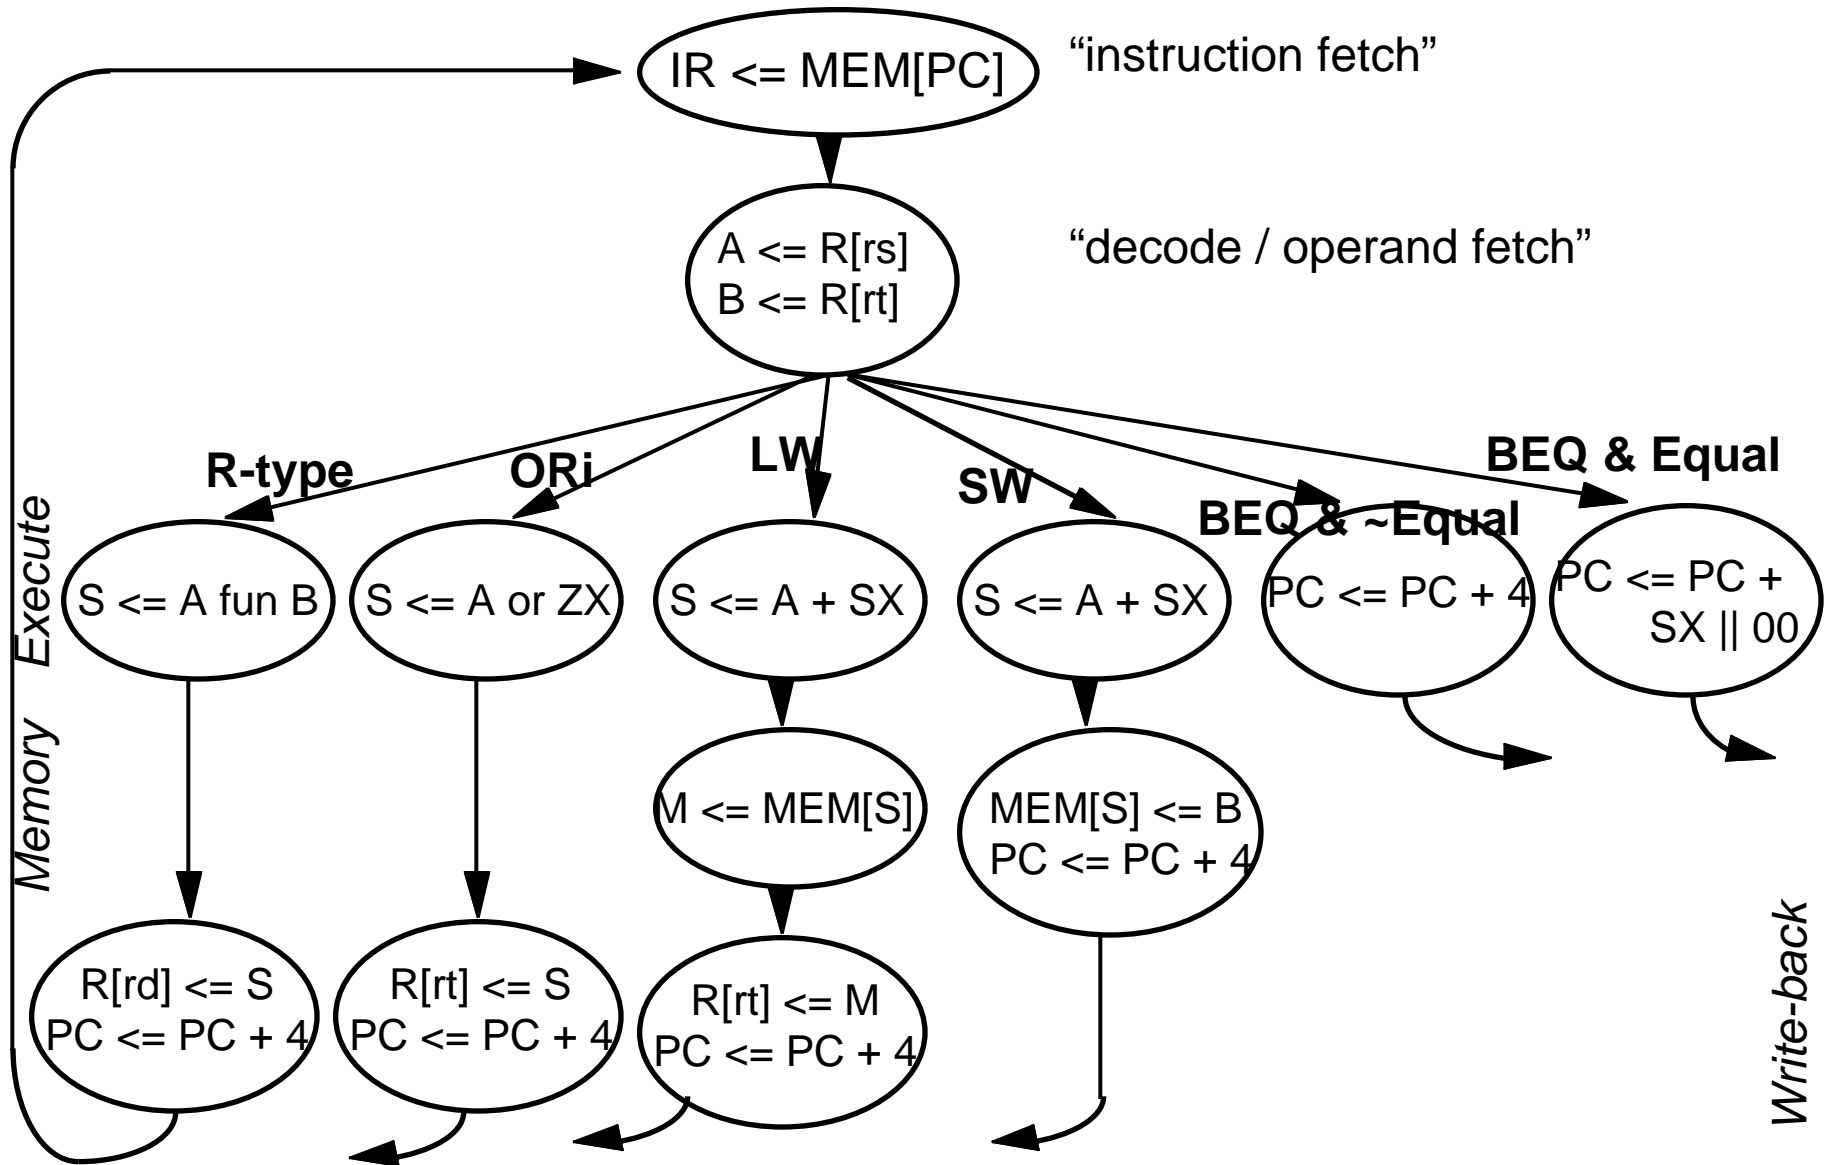 IR <= MEM[PC]
“instruction fetch”
A <= R[rs]
B <= R[rt]
“decode / operand fetch”
R-type
ORi
LW
SW
BEQ & ~Equal
BEQ & Equal
Execute
S <= A fun B
S <= A or ZX
S <= A + SX
S <= A + SX
PC <= PC + 4
PC <= PC +
SX || 00
Memory
M <= MEM[S]
MEM[S] <= B
PC <= PC + 4
R[rd] <= S
PC <= PC + 4
R[rt] <= S
PC <= PC + 4
R[rt] <= M
PC <= PC + 4
Write-back